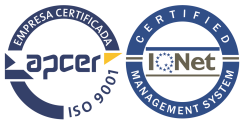 EMPRESA CERTIFICADA
apcer
ISO 9001
CERTIFIED
IQNet
MANAGEMENT SYSTEM